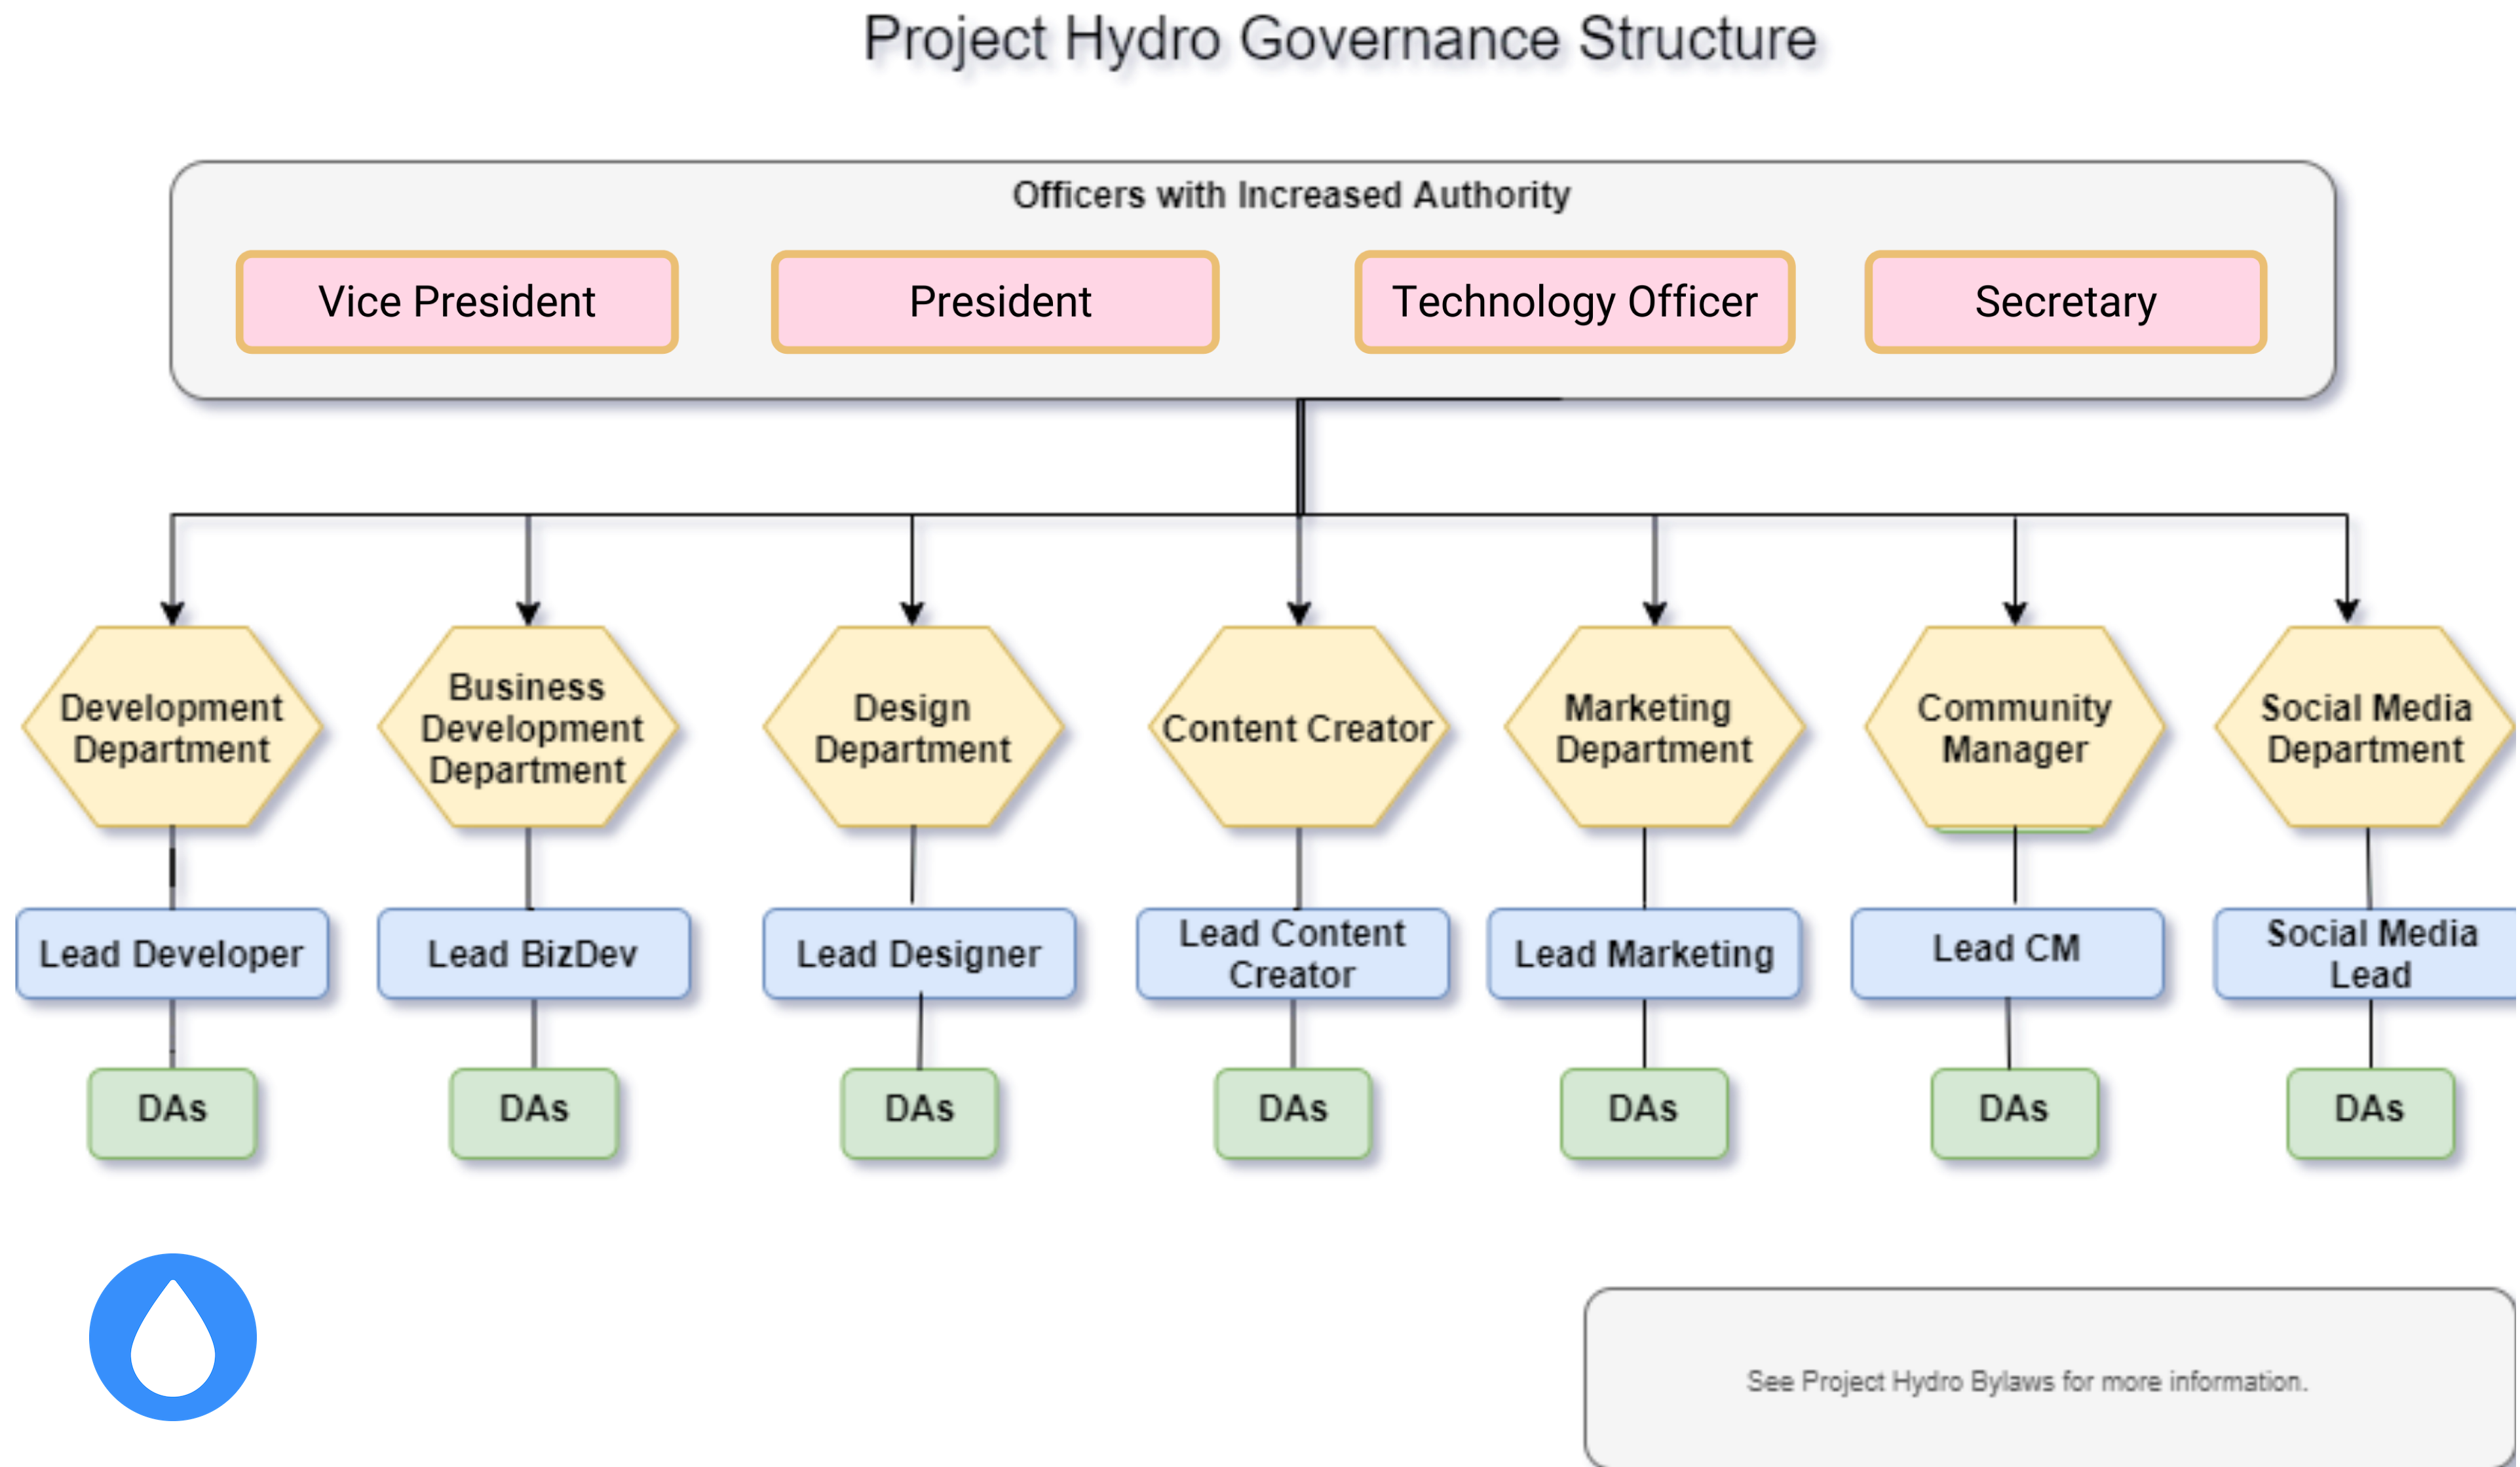 Project Hydro Governance Structure
Officers with Increased Authority
Vice President
President
Technology Officer
Secretary
Development
Department
Business
Development
Department
Design
Department
Content Creator
Marketing
Department
Community
Manager
Social Media
Department
Lead Developer
Lead BizDev
Lead Designer
Lead Content
Creator
Lead Marketing
Lead CM
Social Media
Lead
DAs
DAs
DAs
DAs
DAs
DAs
DAs
See Project Hydro Bylaws for more information.